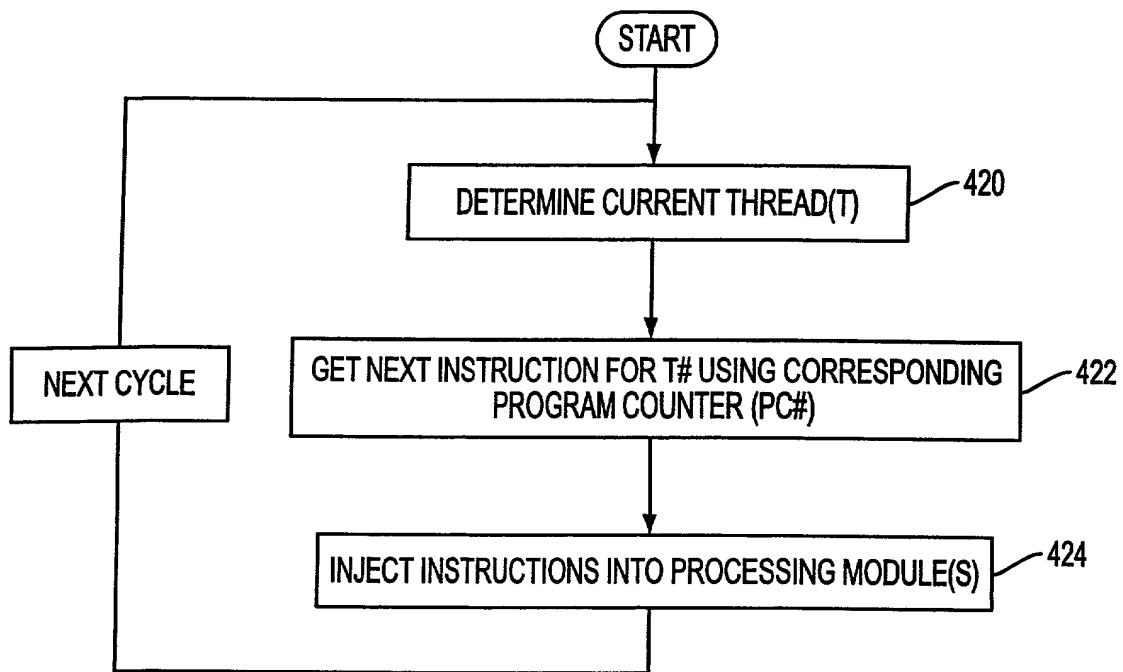 START
DETERMINE CURRENT THREAD(T)
420
NEXT CYCLE
GET NEXT INSTRUCTION FOR T# USING CORRESPONDING
PROGRAM COUNTER (PC#)
422
INJECT INSTRUCTIONS INTO PROCESSING MODULE(S)
424